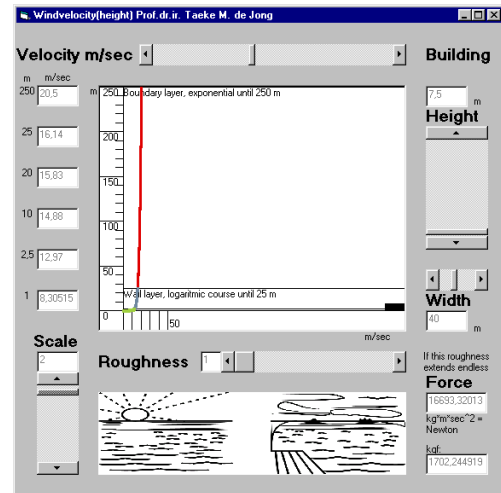 Windvelocity(height) Prof.dr.ir. Taeke M. de Jong
Velocity m/sec
Building
m m/sec
250 20,5
25 16,14
20 15,83
10 14,88
2,5 12,97
1 8,30515
Scale
2
m 250 Boundary layer, exponential until 250 m
200
150
100
50
Wall layer, logaritmic course until 25 m
0
50
m/sec
7,5 m
Height
Width
40 m
Roughness 1
If this roughness
extends endless
Force
16693,32013
kg*m*sec^2 =
Newton
kgf:
1702,244919